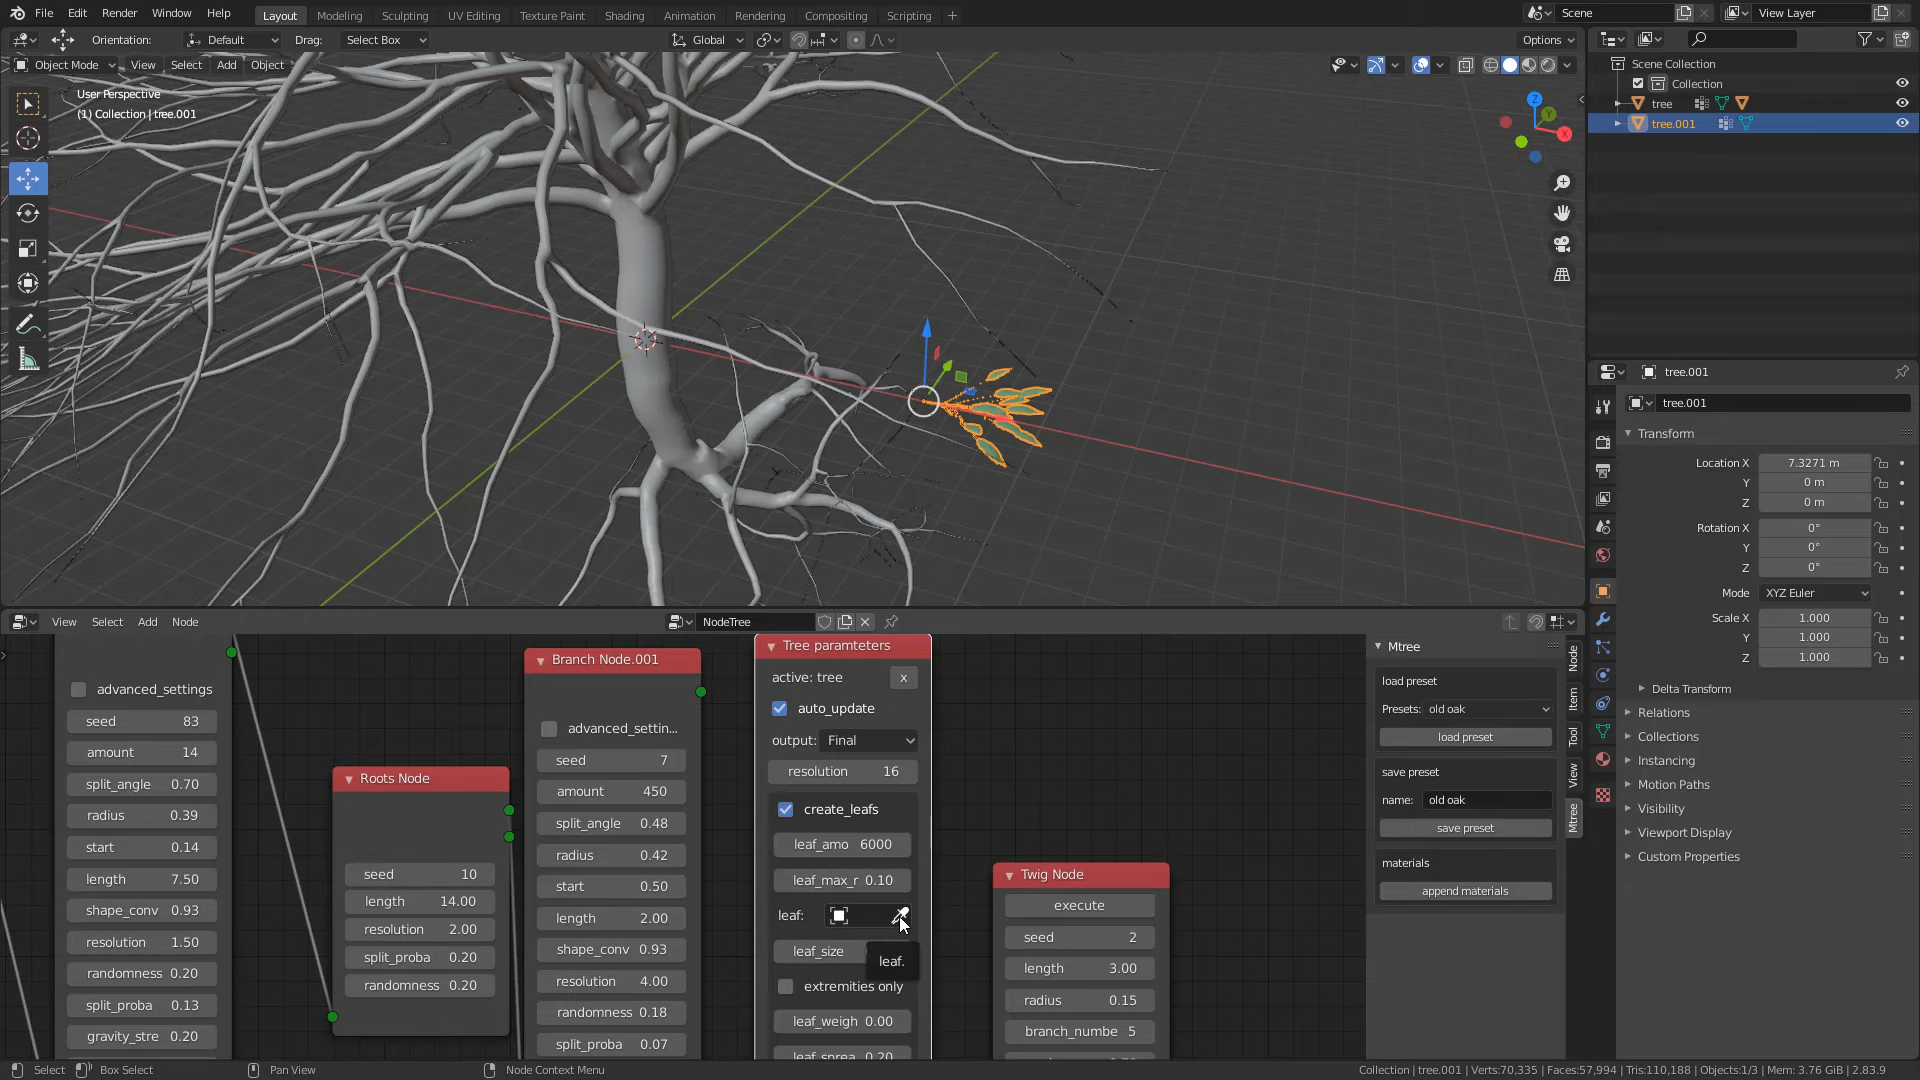 File Edit Render Window Help
Layout Modeling Sculpting UV Editing Texture Paint Shading Animation Rendering Compositing Scripting +
Scene
View Layer
Orientation: Default Drag: Select Box
Global
Options
Object Mode View Select Add Object
User Perspective
(1) Collection | tree.001
Z
Y
X
Scene Collection
Collection
tree
tree.001
tree.001
tree.001
Transform
Location X 7.3271 m
Y 0 m
Z 0 m
Rotation X 0°
Y 0°
Z 0°
Mode XYZ Euler
Scale X 1.000
Y 1.000
Z 1.000
Delta Transform
Relations
Collections
Instancing
Motion Paths
Visibility
Viewport Display
Custom Properties
View Select Add Node
NodeTree
advanced_settings
seed 83
amount 14
split_angle 0.70
radius 0.39
start 0.14
length 7.50
shape_conv 0.93
resolution 1.50
randomness 0.20
split_proba 0.13
gravity_stre 0.20
Roots Node
seed 10
length 14.00
resolution 2.00
split_proba 0.20
randomness 0.20
Branch Node.001
advanced_settin...
seed 7
amount 450
split_angle 0.48
radius 0.42
start 0.50
length 2.00
shape_conv 0.93
resolution 4.00
randomness 0.18
split_proba 0.07
Tree paramteters
active: tree x
auto_update
output: Final
resolution 16
create_leafs
leaf_amo 6000
leaf_max_r 0.10
leaf:
leaf_size
leaf.
extremities only
leaf_weigh 0.00
leaf_sprea 0.20
Twig Node
execute
seed 2
length 3.00
radius 0.15
branch_numbe 5
Mtree
load preset
Presets: old oak
load preset
save preset
name: old oak
save preset
materials
append materials
Node
Item
Tool
View
Mtree
Select Box Select Pan View Node Context Menu
Collection | tree.001 | Verts:70,335 | Faces:57,994 | Tris:110,188 | Objects:1/3 | Mem: 3.76 GiB | 2.83.9